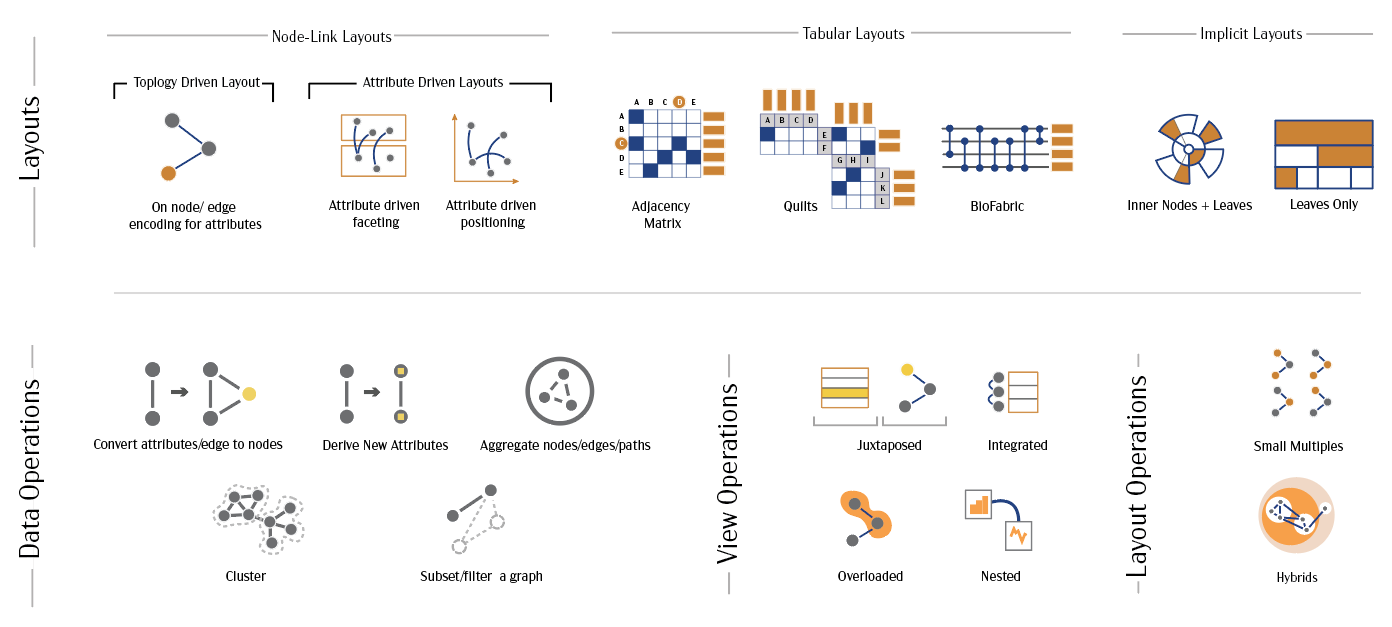 Layouts
Node-Link Layouts
Toplogy Driven Layout
Attribute Driven Layouts
On node/ edge
encoding for attributes
Attribute driven
faceting
Attribute driven
positioning
Tabular Layouts
A B C D E
A
B
C
D
E
Adjacency
Matrix
A B C D
E
F
G H I
J
K
L
Quilts
BioFabric
Implicit Layouts
Inner Nodes + Leaves
Leaves Only
Data Operations
Convert attributes/edge to nodes
Derive New Attributes
Aggregate nodes/edges/paths
Cluster
Subset/filter a graph
View Operations
Juxtaposed
Integrated
Overloaded
Nested
Layout Operations
Small Multiples
Hybrids